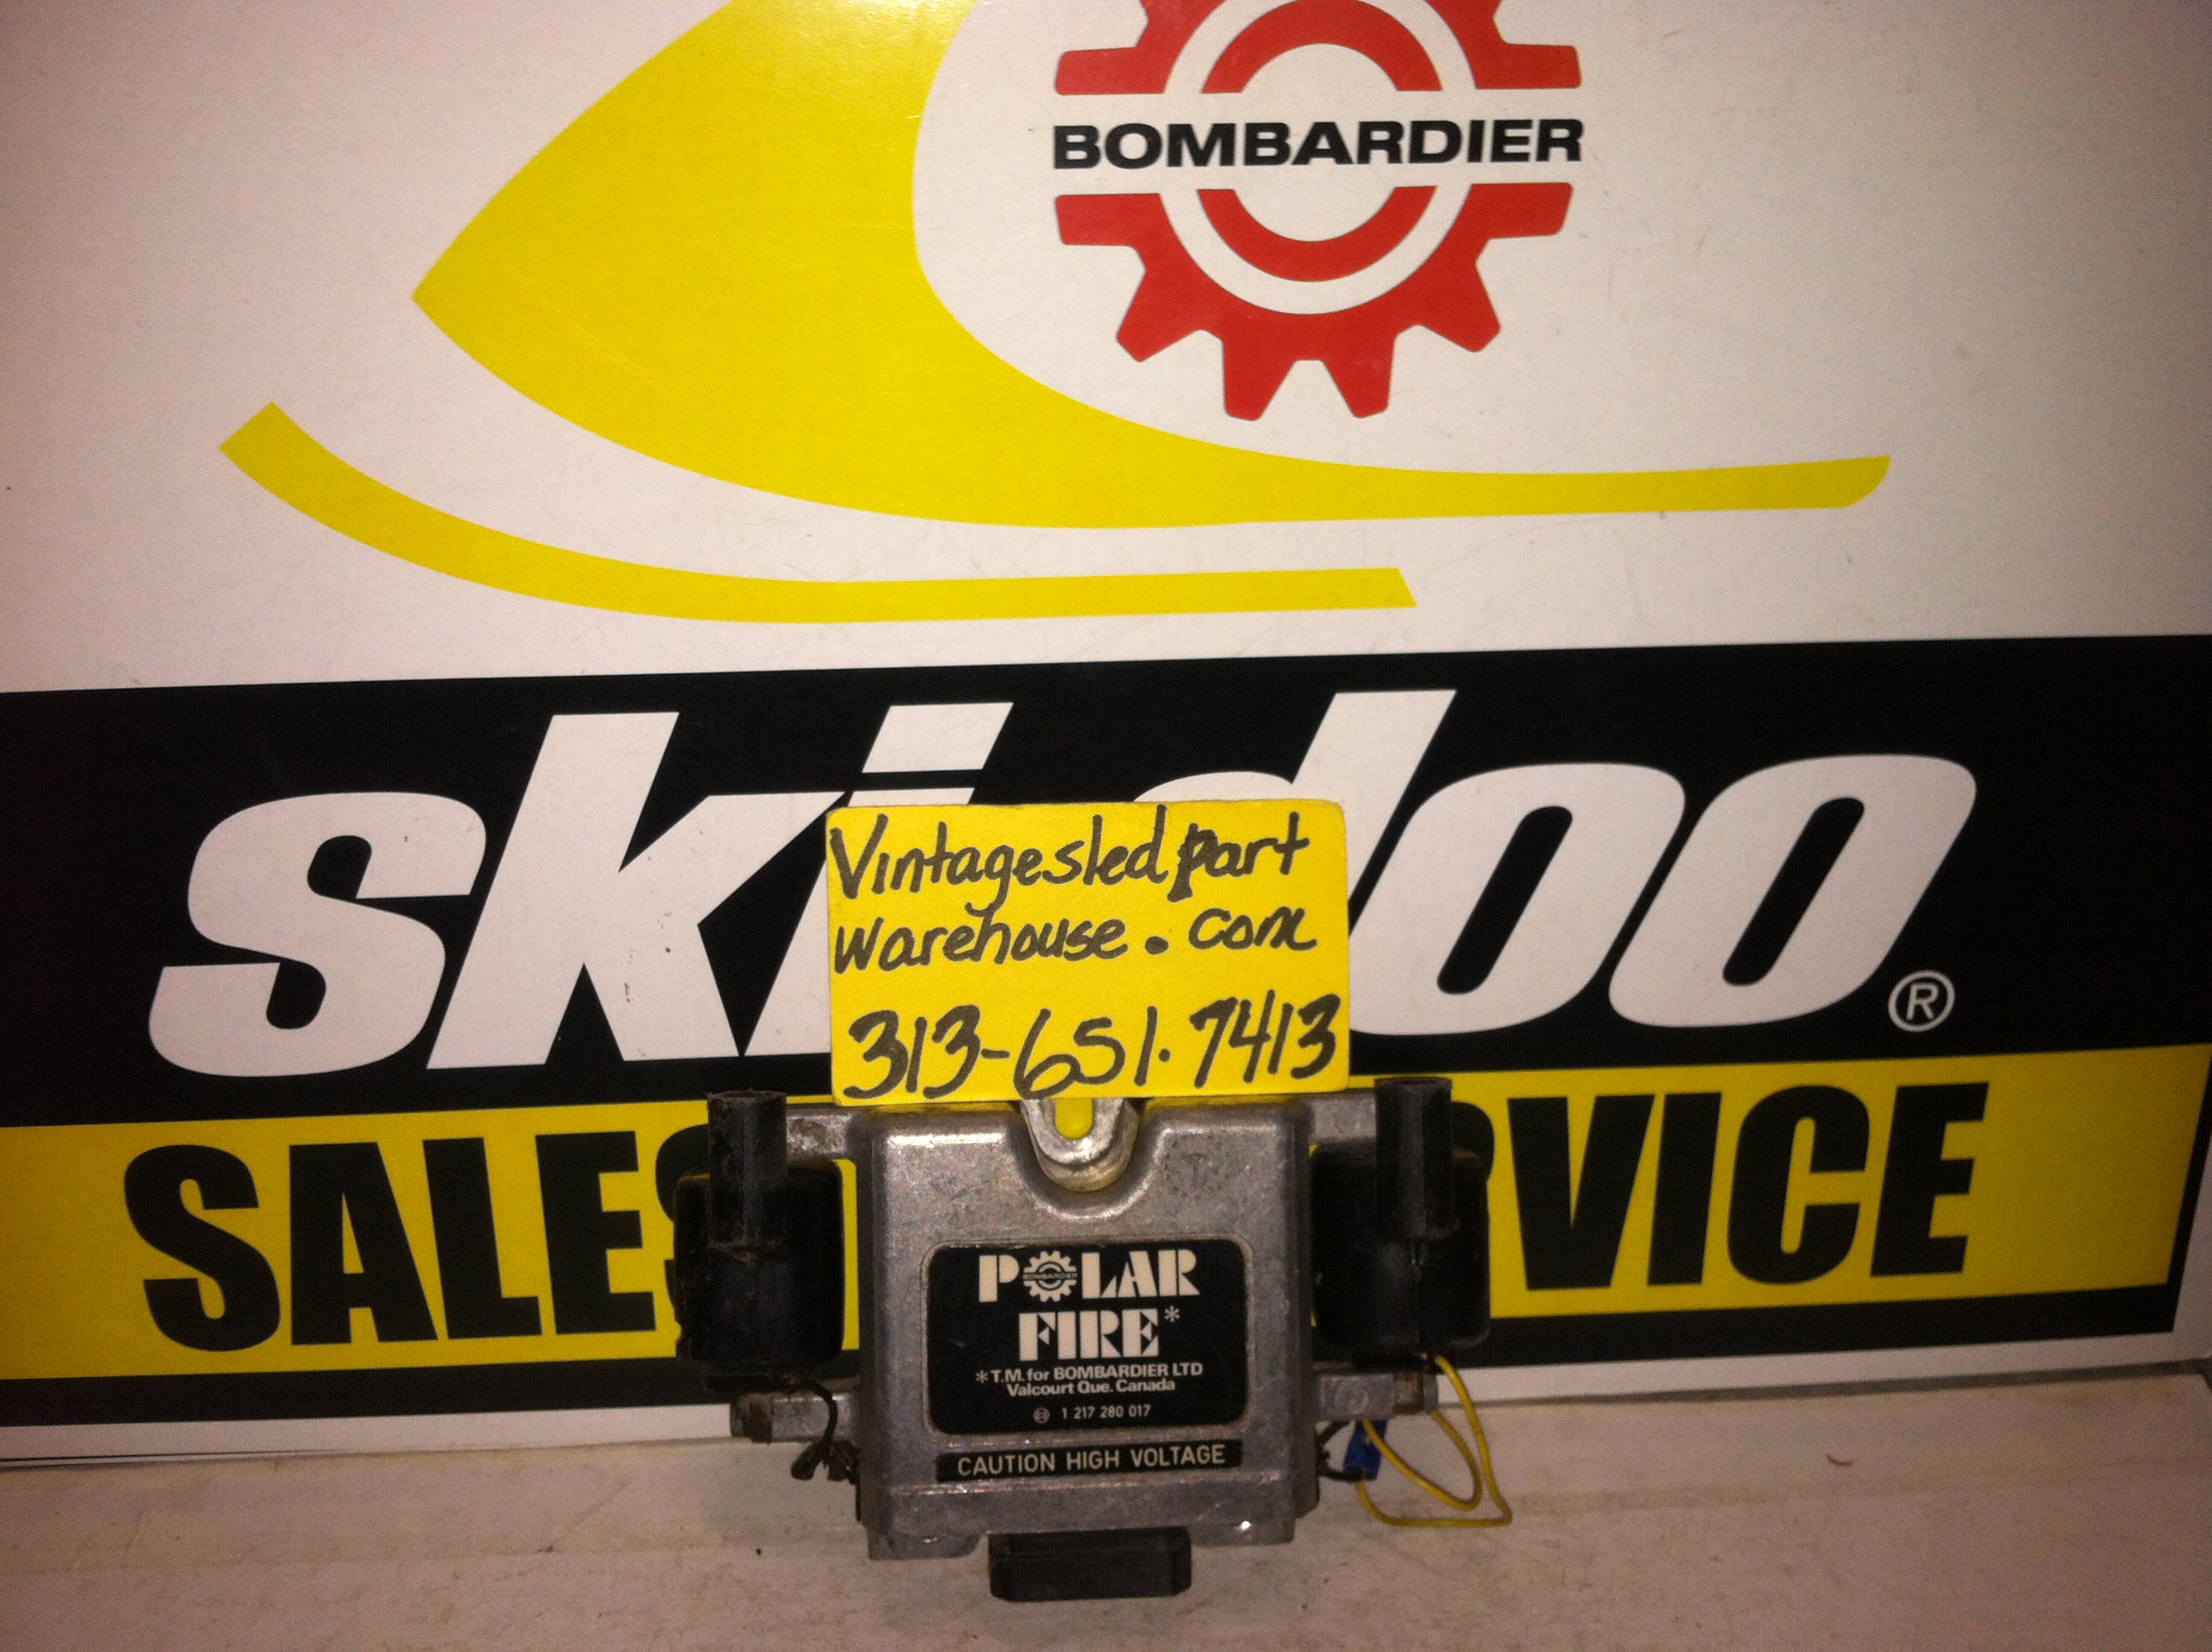 BOMBARDIER
ski-doo®
Vintagesledpart
warehouse.com
313-651-7413
SALES SERVICE
POLAR
BOMBARDIER
FIRE*
*T.M. for BOMBARDIER LTD
Valcourt Que. Canada
1 217 280 017
CAUTION HIGH VOLTAGE